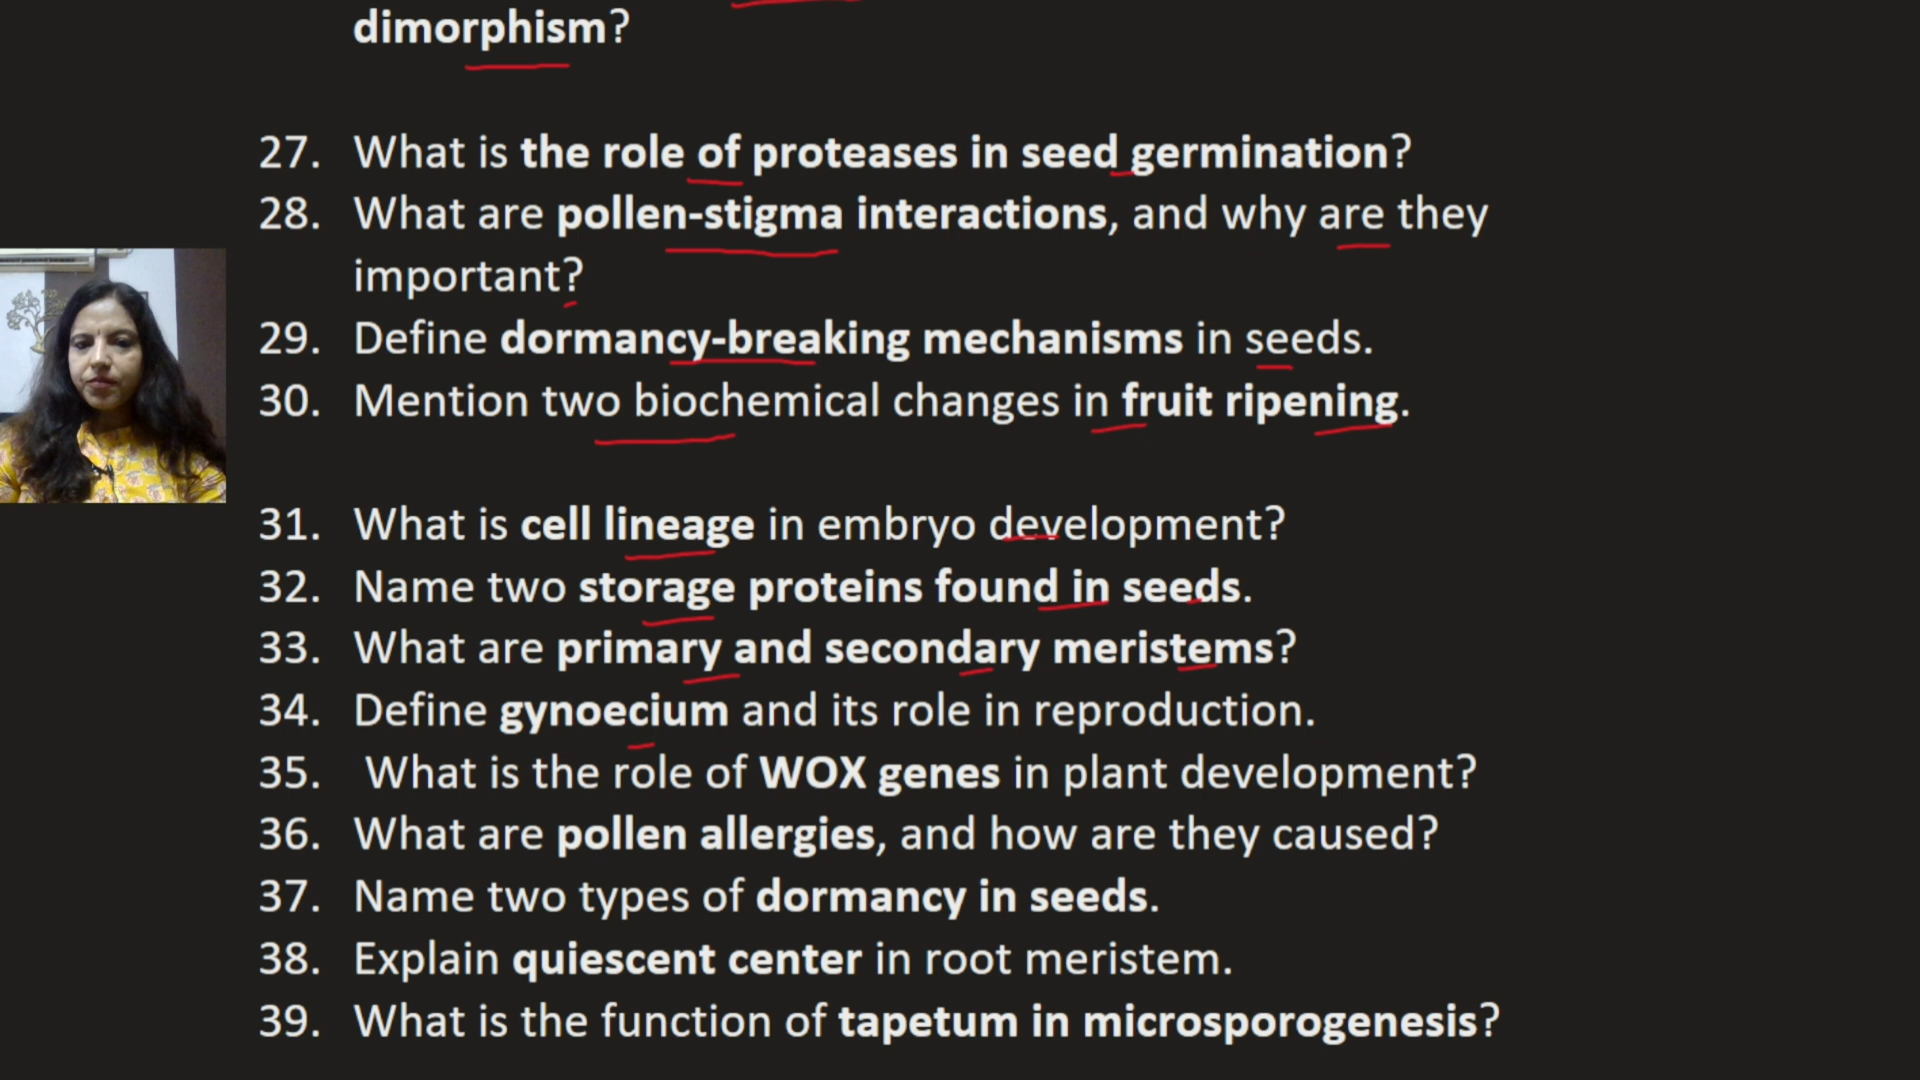 dimorphism?
27. What is the role of proteases in seed germination?
28. What are pollen-stigma interactions, and why are they
important?
29. Define dormancy-breaking mechanisms in seeds.
30. Mention two biochemical changes in fruit ripening.
31. What is cell lineage in embryo development?
32. Name two storage proteins found in seeds.
33. What are primary and secondary meristems?
34. Define gynoecium and its role in reproduction.
35. What is the role of WOX genes in plant development?
36. What are pollen allergies, and how are they caused?
37. Name two types of dormancy in seeds.
38. Explain quiescent center in root meristem.
39. What is the function of tapetum in microsporogenesis?